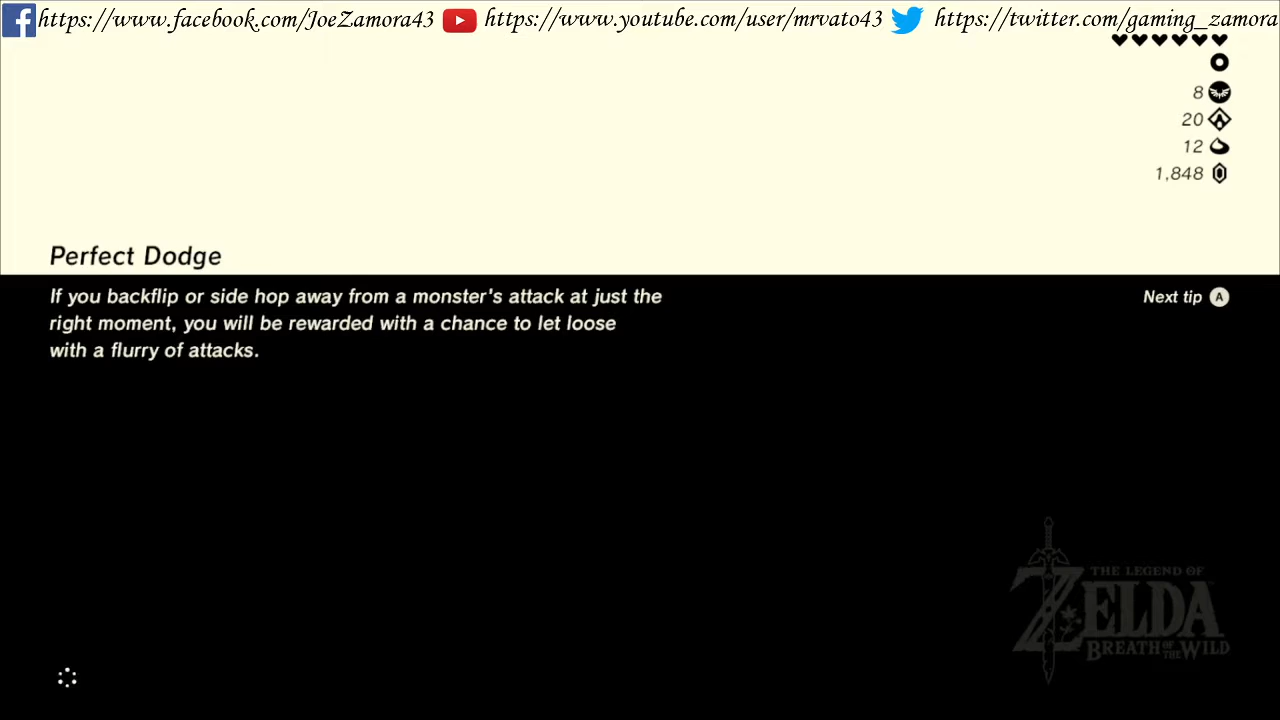 https://www.facebook.com/JoeZamora43 https://www.youtube.com/user/mrvato43 https://twitter.com/gaming_zamora
8
20
12
1,848
Perfect Dodge
If you backflip or side hop away from a monster's attack at just the
right moment, you will be rewarded with a chance to let loose
with a flurry of attacks.
Next tip A
THE LEGEND OF
ZELDA
BREATH OF THE WILD